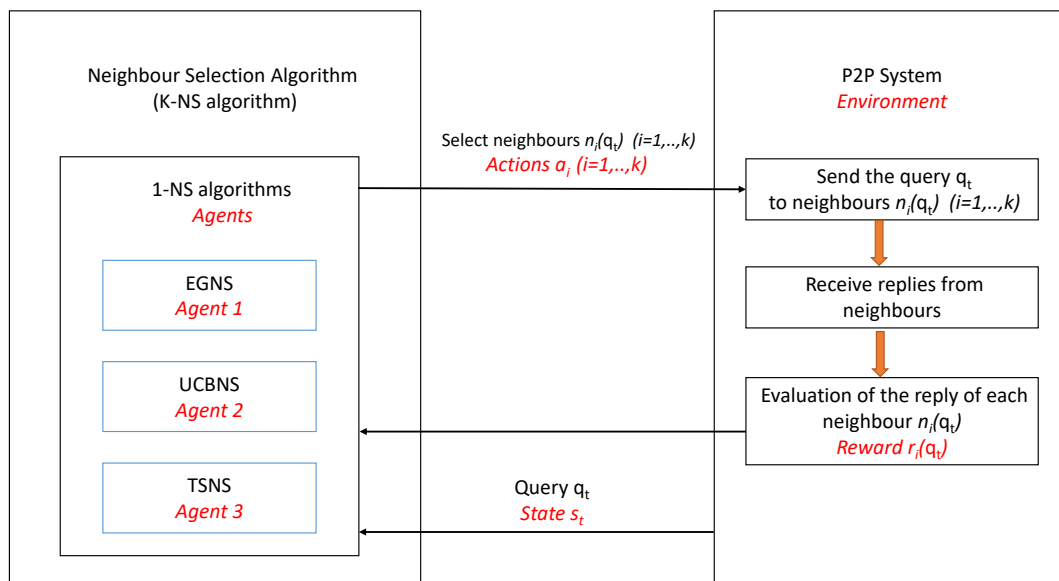 Neighbour Selection Algorithm
(K-NS algorithm)
1-NS algorithms
Agents
EGNS
Agent 1
UCBNS
Agent 2
TSNS
Agent 3
Select neighbours nᵢ(qₜ) (i=1,..,k)
Actions aᵢ (i=1,..,k)
Query qₜ
State sₜ
P2P System
Environment
Send the query qₜ
to neighbours nᵢ(qₜ) (i=1,..,k)
Receive replies from
neighbours
Evaluation of the reply of each
neighbour nᵢ(qₜ)
Reward rᵢ(qₜ)